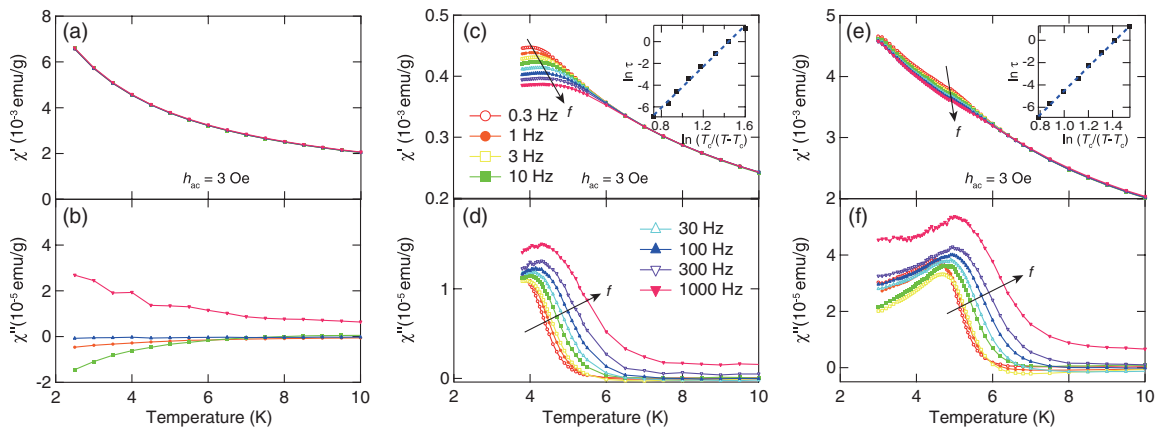 (a)
8
6
4
2
0
χ' (10⁻³ emu/g)
h_ac = 3 Oe
(b)
4
2
0
-2
χ'' (10⁻⁵ emu/g)
2 4 6 8 10
Temperature (K)
(c)
0.5
0.4
0.3
0.2
χ' (10⁻³ emu/g)
f
0.3 Hz
1 Hz
3 Hz
10 Hz
h_ac = 3 Oe
0
-2
-4
-6
ln τ
0.8 1.2 1.6
ln (T_c/(T-T_c)
(d)
1
0
χ'' (10⁻⁵ emu/g)
f
30 Hz
100 Hz
300 Hz
1000 Hz
2 4 6 8 10
Temperature (K)
(e)
5
4
3
2
χ' (10⁻³ emu/g)
f
h_ac = 3 Oe
0
-2
-4
-6
ln τ
0.8 1.0 1.2 1.4
ln (T_c/(T-T_c)
(f)
4
2
0
χ'' (10⁻⁵ emu/g)
f
2 4 6 8 10
Temperature (K)